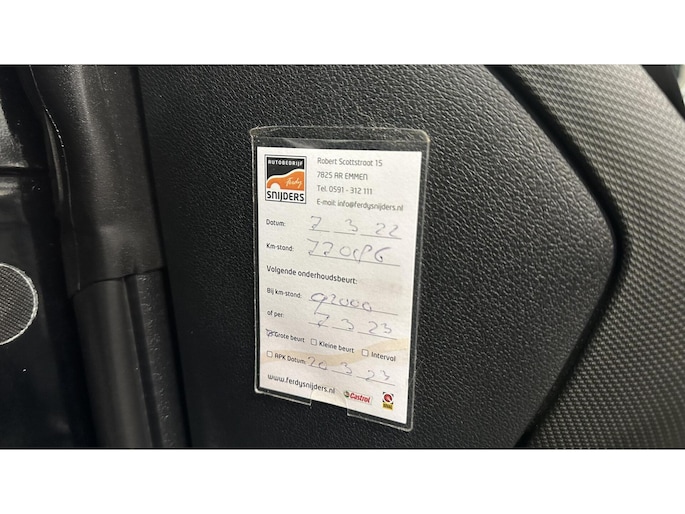 AUTOBEDRIJF
Ferdy
SNIJDERS
Robert Scottstraat 15
7825 AR EMMEN
Tel. 0591 - 312 111
E-mail: info@ferdysnijders.nl
Datum: 7 3 22
Km-stand: 77086
Volgende onderhoudsbeurt:
Bij km-stand: 92000
of per: 7 3 23
Grote beurt Kleine beurt Interval
APK Datum: 20 3 23
www.ferdysnijders.nl Castrol